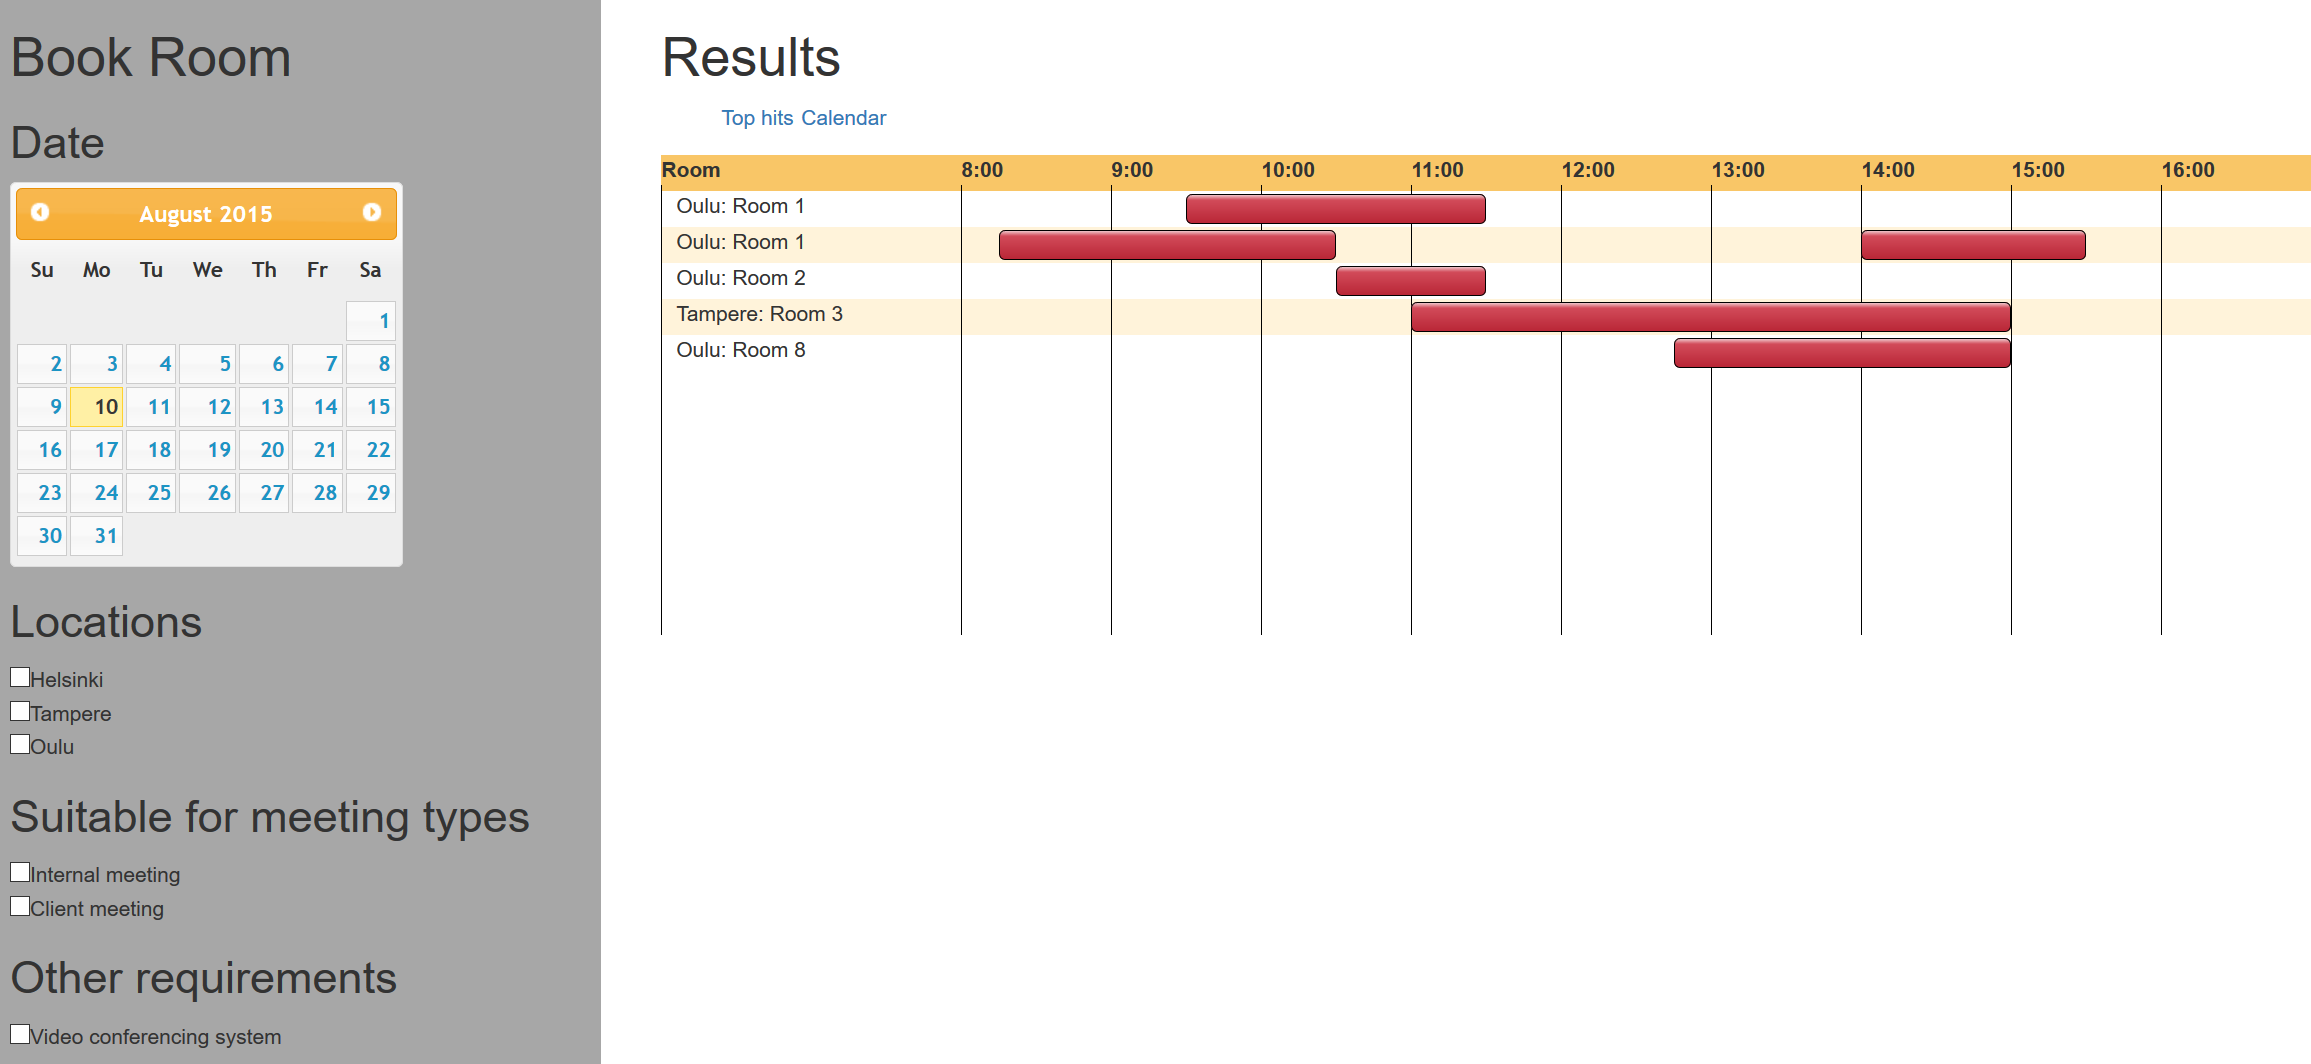 Book Room
Date
August 2015
Su Mo Tu We Th Fr Sa
1
2 3 4 5 6 7 8
9 10 11 12 13 14 15
16 17 18 19 20 21 22
23 24 25 26 27 28 29
30 31
Locations
Helsinki
Tampere
Oulu
Suitable for meeting types
Internal meeting
Client meeting
Other requirements
Video conferencing system
Results
Top hits Calendar
Room 8:00 9:00 10:00 11:00 12:00 13:00 14:00 15:00 16:00
Oulu: Room 1
Oulu: Room 1
Oulu: Room 2
Tampere: Room 3
Oulu: Room 8